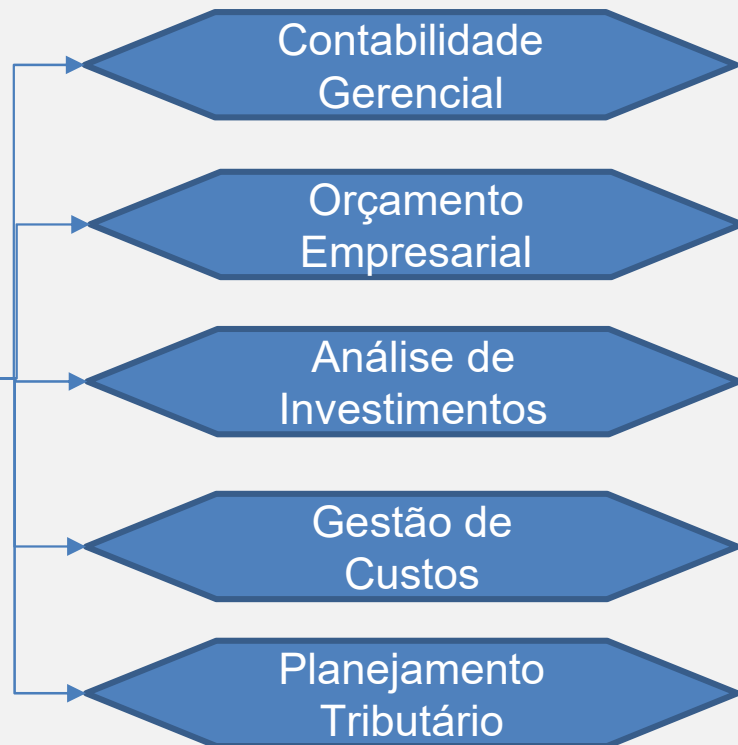 Contabilidade
Gerencial
Orçamento
Empresarial
Análise de
Investimentos
Gestão de
Custos
Planejamento
Tributário